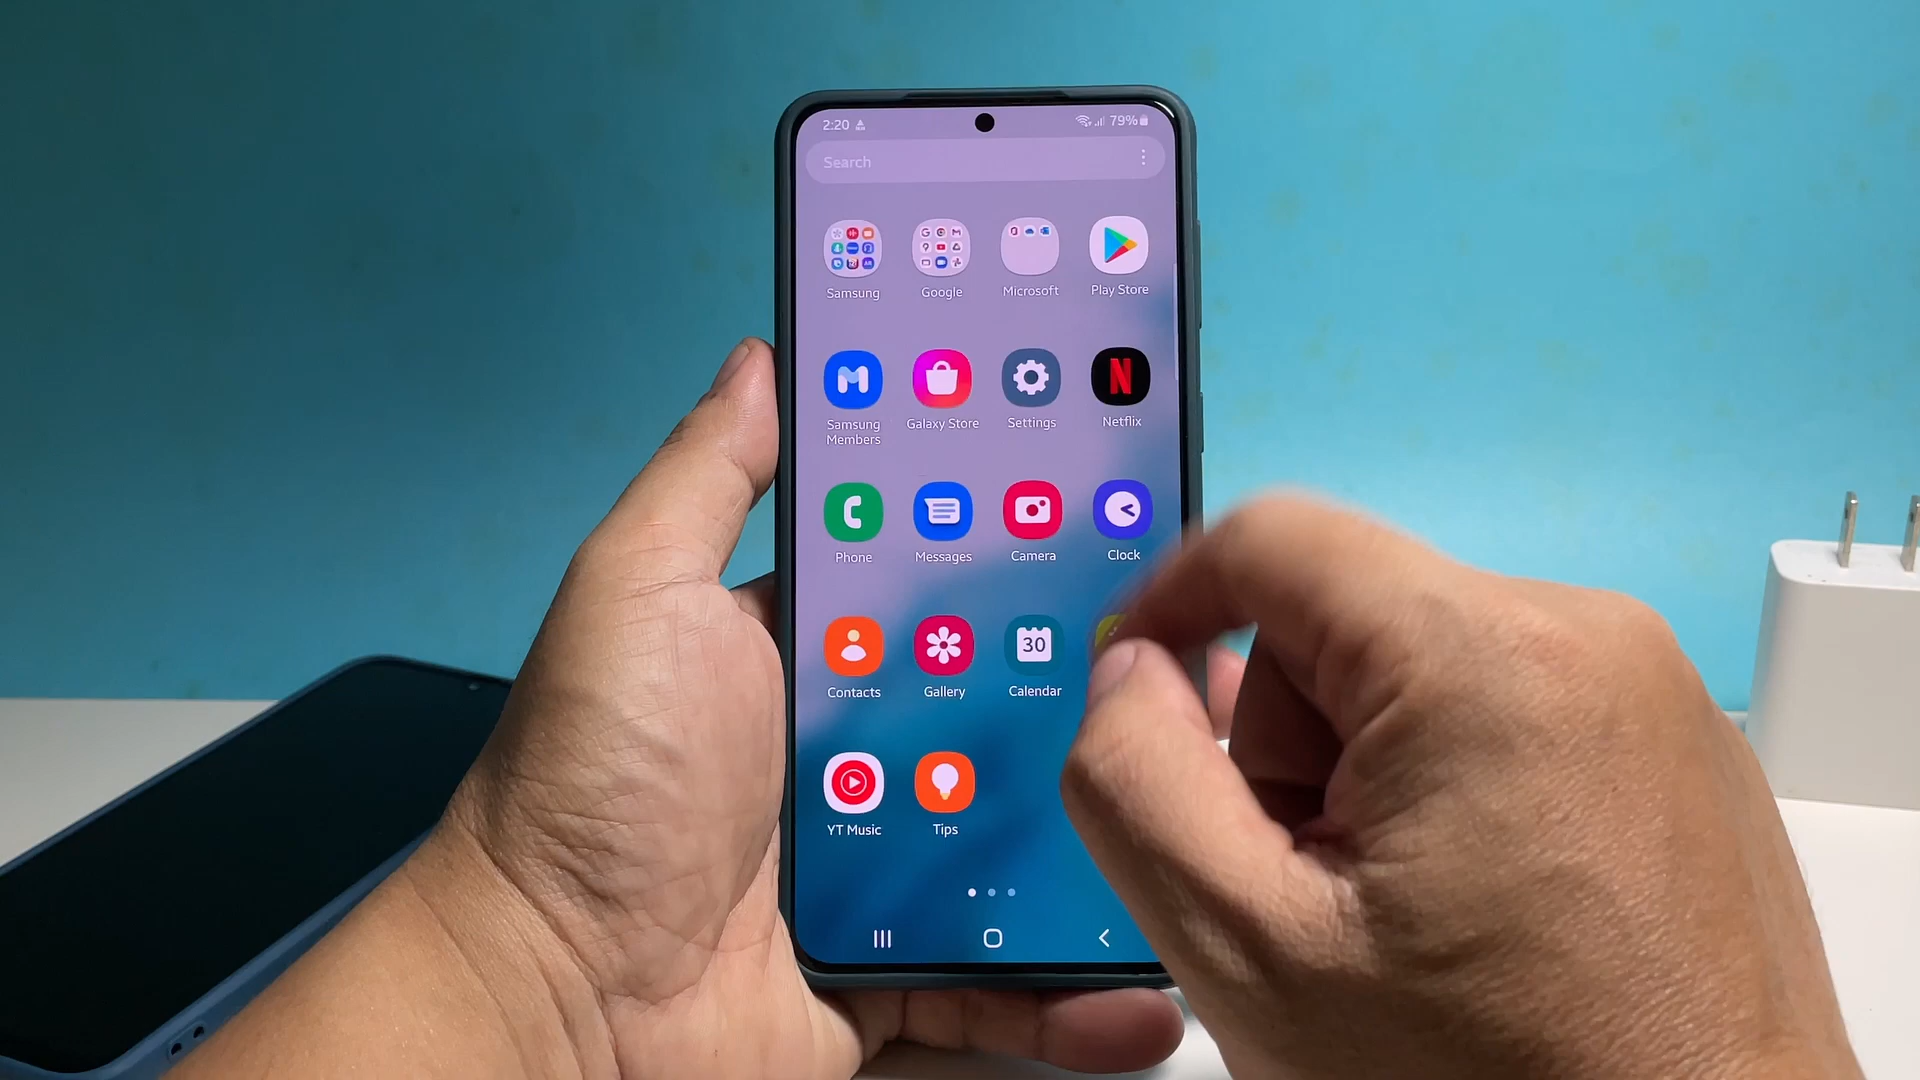 2:20 79%
Search
Samsung Google Microsoft Play Store
Samsung Members Galaxy Store Settings Netflix
Phone Messages Camera Clock
30
Contacts Gallery Calendar
YT Music Tips